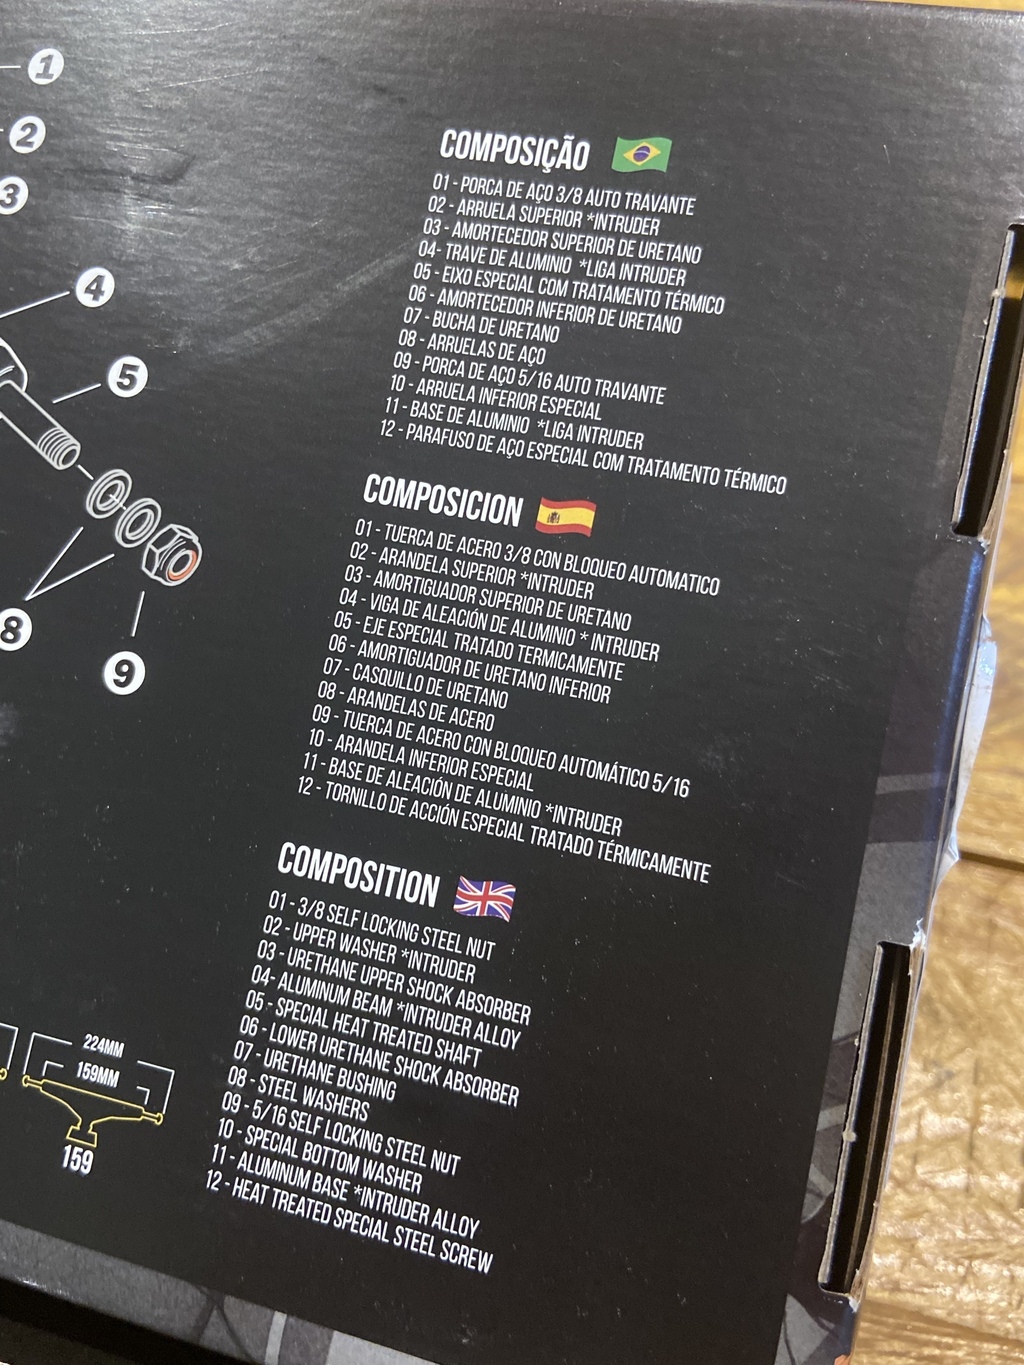 1
2
3
4
5
8
9
COMPOSIÇÃO
01 - PORCA DE AÇO 3/8 AUTO TRAVANTE
02 - ARRUELA SUPERIOR *INTRUDER
03 - AMORTECEDOR SUPERIOR DE URETANO
04- TRAVE DE ALUMINIO *LIGA INTRUDER
05 - EIXO ESPECIAL COM TRATAMENTO TÉRMICO
06 - AMORTECEDOR INFERIOR DE URETANO
07 - BUCHA DE URETANO
08 - ARRUELAS DE AÇO
09 - PORCA DE AÇO 5/16 AUTO TRAVANTE
10 - ARRUELA INFERIOR ESPECIAL
11 - BASE DE ALUMINIO *LIGA INTRUDER
12 - PARAFUSO DE AÇO ESPECIAL COM TRATAMENTO TÉRMICO
COMPOSICION
01 - TUERCA DE ACERO 3/8 CON BLOQUEO AUTOMATICO
02 - ARANDELA SUPERIOR *INTRUDER
03 - AMORTIGUADOR SUPERIOR DE URETANO
04 - VIGA DE ALEACIÓN DE ALUMINIO * INTRUDER
05 - EJE ESPECIAL TRATADO TERMICAMENTE
06 - AMORTIGUADOR DE URETANO INFERIOR
07 - CASQUILLO DE URETANO
08 - ARANDELAS DE ACERO
09 - TUERCA DE ACERO CON BLOQUEO AUTOMÁTICO 5/16
10 - ARANDELA INFERIOR ESPECIAL
11 - BASE DE ALEACIÓN DE ALUMINIO *INTRUDER
12 - TORNILLO DE ACCIÓN ESPECIAL TRATADO TÉRMICAMENTE
COMPOSITION
01 - 3/8 SELF LOCKING STEEL NUT
02 - UPPER WASHER *INTRUDER
03 - URETHANE UPPER SHOCK ABSORBER
04- ALUMINUM BEAM *INTRUDER ALLOY
05 - SPECIAL HEAT TREATED SHAFT
06 - LOWER URETHANE SHOCK ABSORBER
07 - URETHANE BUSHING
08 - STEEL WASHERS
09 - 5/16 SELF LOCKING STEEL NUT
10 - SPECIAL BOTTOM WASHER
11 - ALUMINUM BASE *INTRUDER ALLOY
12 - HEAT TREATED SPECIAL STEEL SCREW
224MM
159MM
159